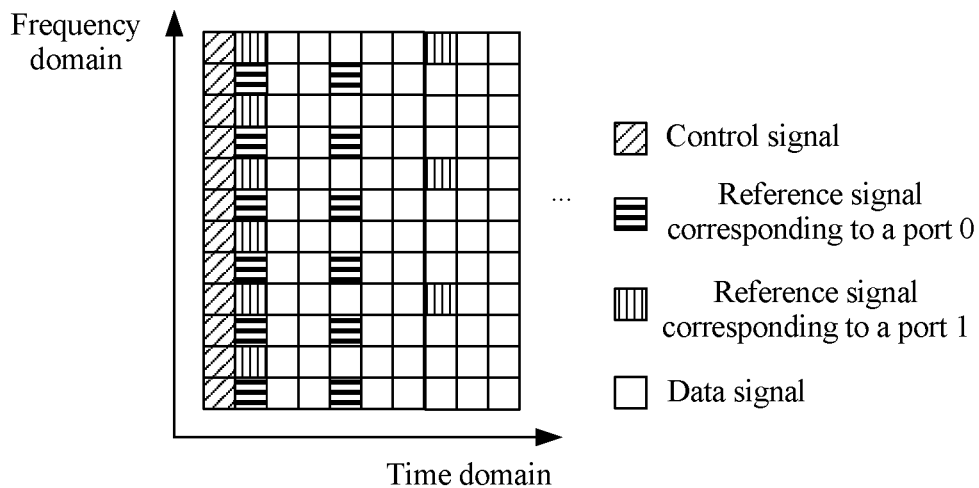 Frequency
domain
Control signal
Reference signal
corresponding to a port 0
...
Reference signal
corresponding to a port 1
Data signal
Time domain